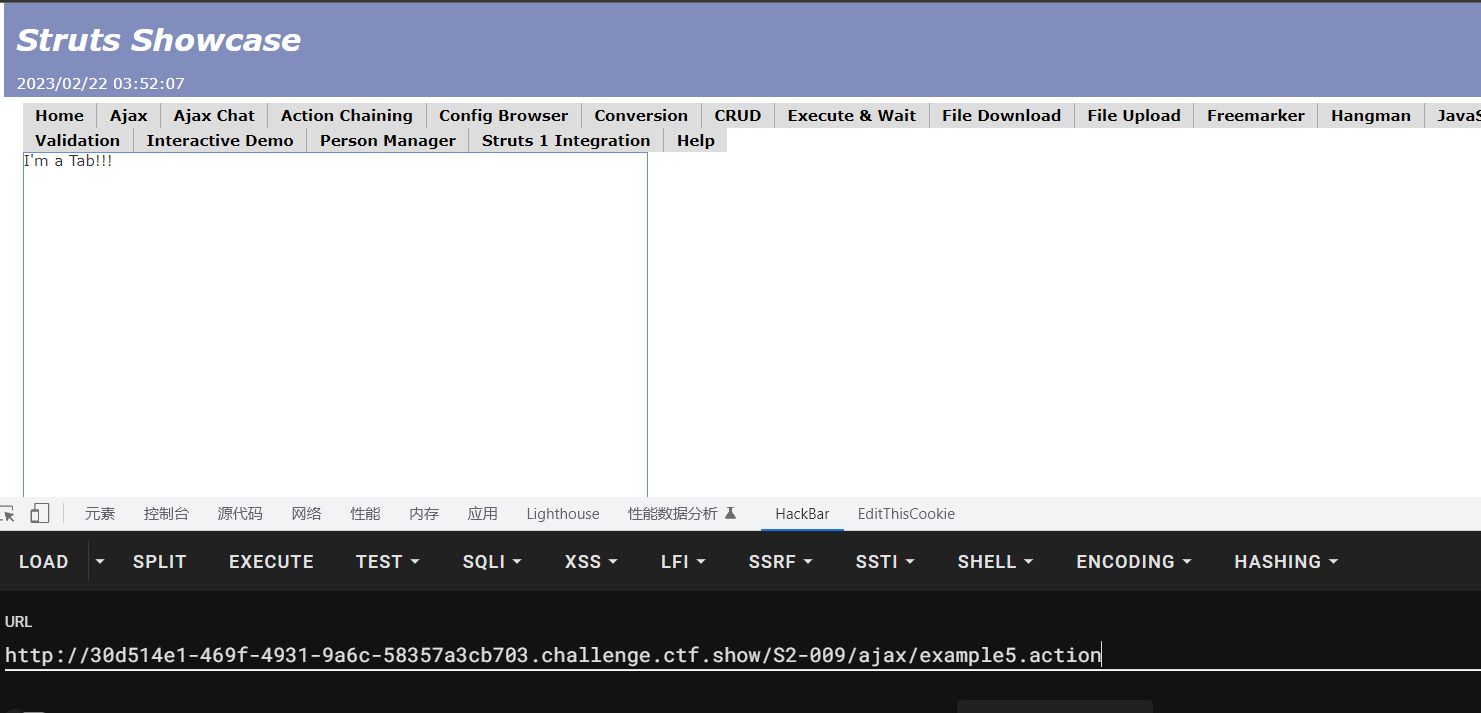 Struts Showcase
2023/02/22 03:52:07
Home Ajax Ajax Chat Action Chaining Config Browser Conversion CRUD Execute & Wait File Download File Upload Freemarker Hangman JavaS
Validation Interactive Demo Person Manager Struts 1 Integration Help
I'm a Tab!!!
元素 控制台 源代码 网络 性能 内存 应用 Lighthouse 性能数据分析 HackBar EditThisCookie
LOAD SPLIT EXECUTE TEST SQLI XSS LFI SSRF SSTI SHELL ENCODING HASHING
URL
http://30d514e1-469f-4931-9a6c-58357a3cb703.challenge.ctf.show/S2-009/ajax/example5.action